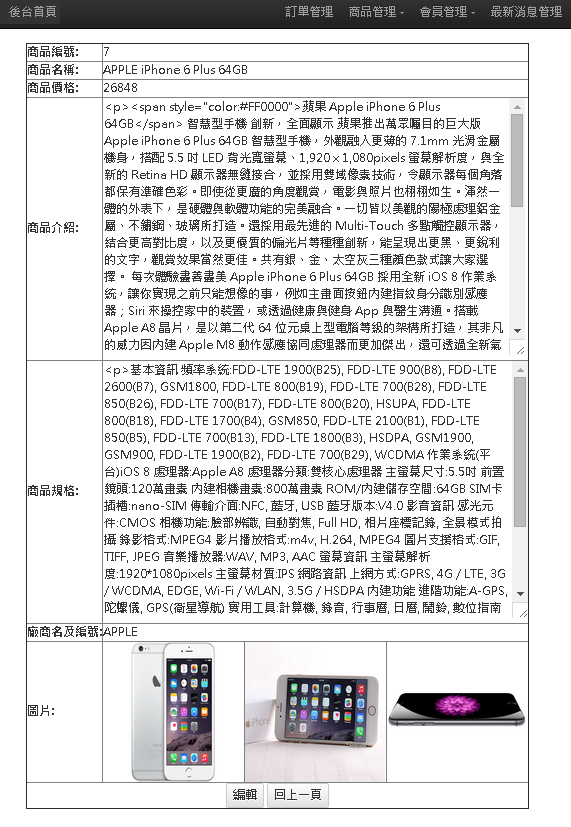 後台首頁 訂單管理 商品管理 會員管理 最新消息管理
商品編號: 7
商品名稱: APPLE iPhone 6 Plus 64GB
商品價格: 26848
商品介紹:
<p><span style="color:#FF0000">蘋果 Apple iPhone 6 Plus
64GB</span> 智慧型手機 創新，全面顯示 蘋果推出萬眾矚目的巨大版
Apple iPhone 6 Plus 64GB 智慧型手機，外觀融入更薄的 7.1mm 光滑金屬
機身，搭配 5.5 吋 LED 背光寬螢幕、1,920 x 1,080pixels 螢幕解析度，與全
新的 Retina HD 顯示器無縫接合，並採用雙域像素技術，令顯示器每個角落
都保有準確色彩。即使從更廣的角度觀賞，電影與照片也栩栩如生。渾然一
體的外表下，是硬體與軟體功能的完美融合。一切皆以美觀的陽極處理鋁金
屬、不鏽鋼、玻璃所打造。還採用最先進的 Multi-Touch 多點觸控顯示器，
結合更高對比度，以及更優質的偏光片等種種創新，能呈現出更黑、更銳利
的文字，觀賞效果當然更佳。共有銀、金、太空灰三種顏色款式讓大家選
擇。 每次體驗盡善盡美 Apple iPhone 6 Plus 64GB 採用全新 iOS 8 作業系
統，讓你實現之前只能想像的事，例如主畫面按鈕內建指紋身分識別感應
器；Siri 來操控家中的裝置，或透過健康與健身 App 與醫生溝通。搭載
Apple A8 晶片，是以第二代 64 位元桌上型電腦等級的架構所打造，其非凡
的威力因內建 Apple M8 動作感應協同處理器而更加傑出，還可透過全新氣
商品規格:
<p>基本資訊 頻率系統:FDD-LTE 1900(B25), FDD-LTE 900(B8), FDD-LTE
2600(B7), GSM1800, FDD-LTE 800(B19), FDD-LTE 700(B28), FDD-LTE
850(B26), FDD-LTE 700(B17), FDD-LTE 800(B20), HSUPA, FDD-LTE
800(B18), FDD-LTE 1700(B4), GSM850, FDD-LTE 2100(B1), FDD-LTE
850(B5), FDD-LTE 700(B13), FDD-LTE 1800(B3), HSDPA, GSM1900,
GSM900, FDD-LTE 1900(B2), FDD-LTE 700(B29), WCDMA 作業系統(平
台)iOS 8 處理器:Apple A8 處理器分類:雙核心處理器 主螢幕尺寸:5.5吋 前置
鏡頭:120萬畫素 內建相機畫素:800萬畫素 ROM/內建儲存空間:64GB SIM卡
插槽:nano-SIM 傳輸介面:NFC, 藍牙, USB 藍牙版本:V4.0 影音資訊 感光元
件:CMOS 相機功能:臉部辨識, 自動對焦, Full HD, 相片座標記錄, 全景模式拍
攝 錄影格式:MPEG4 影片播放格式:m4v, H.264, MPEG4 圖片支援格式:GIF,
TIFF, JPEG 音樂播放器:WAV, MP3, AAC 螢幕資訊 主螢幕解析
度:1920*1080pixels 主螢幕材質:IPS 網路資訊 上網方式:GPRS, 4G / LTE, 3G
/ WCDMA, EDGE, Wi-Fi / WLAN, 3.5G / HSDPA 內建功能 進階功能:A-GPS,
陀螺儀, GPS(衛星導航) 實用工具:計算機, 錄音, 行事曆, 日曆, 鬧鈴, 數位指南
廠商名及編號:APPLE
圖片:
iPhone
編輯 回上一頁